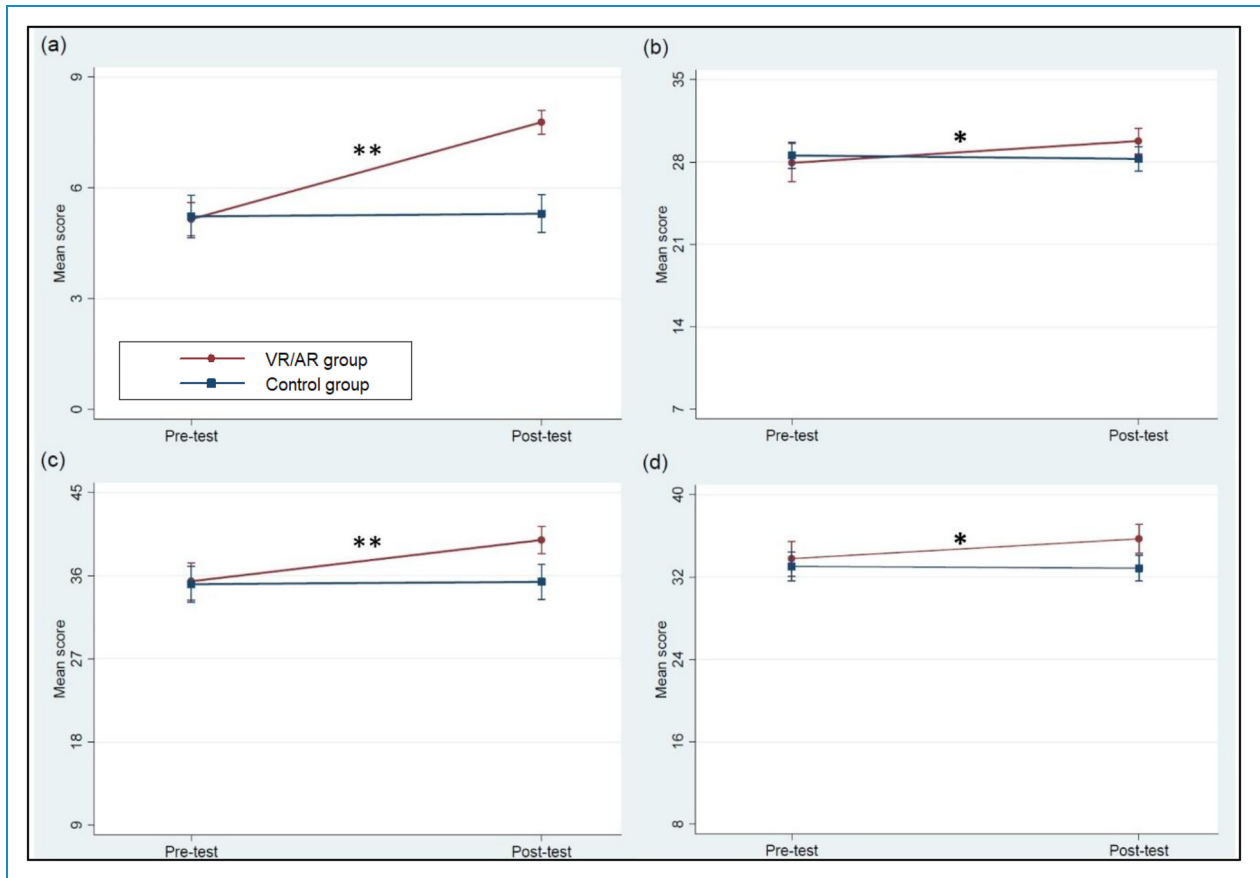 (a)
9
6
3
0
Mean score
**
VR/AR group
Control group
Pre-test
Post-test
(b)
35
28
21
14
7
Mean score
*
Pre-test
Post-test
(c)
45
36
27
18
9
Mean score
**
Pre-test
Post-test
(d)
40
32
24
16
8
Mean score
*
Pre-test
Post-test